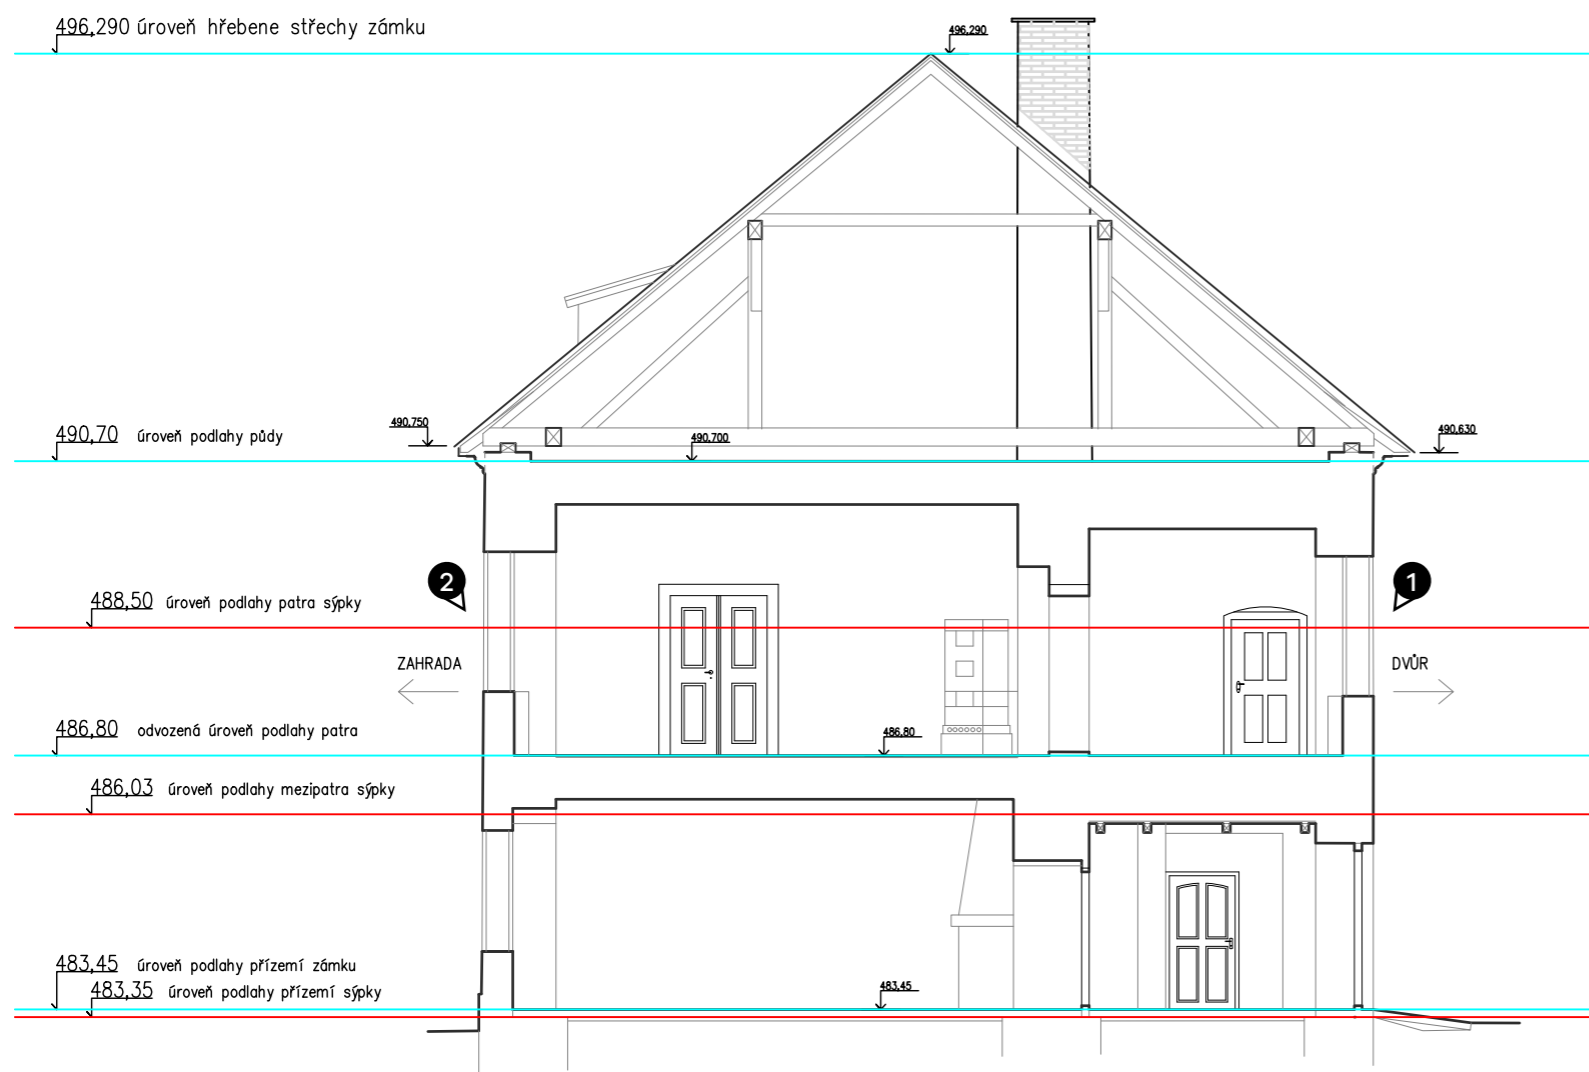 496,290 úroveň hřebene střechy zámku
496,290
490,70 úroveň podlahy půdy
490,750
490,700
490,630
2
1
488,50 úroveň podlahy patra sýpky
ZAHRADA
DVŮR
486,80 odvozená úroveň podlahy patra
486,80
486,03 úroveň podlahy mezipatra sýpky
483,45 úroveň podlahy přízemí zámku
483,35 úroveň podlahy přízemí sýpky
483,45